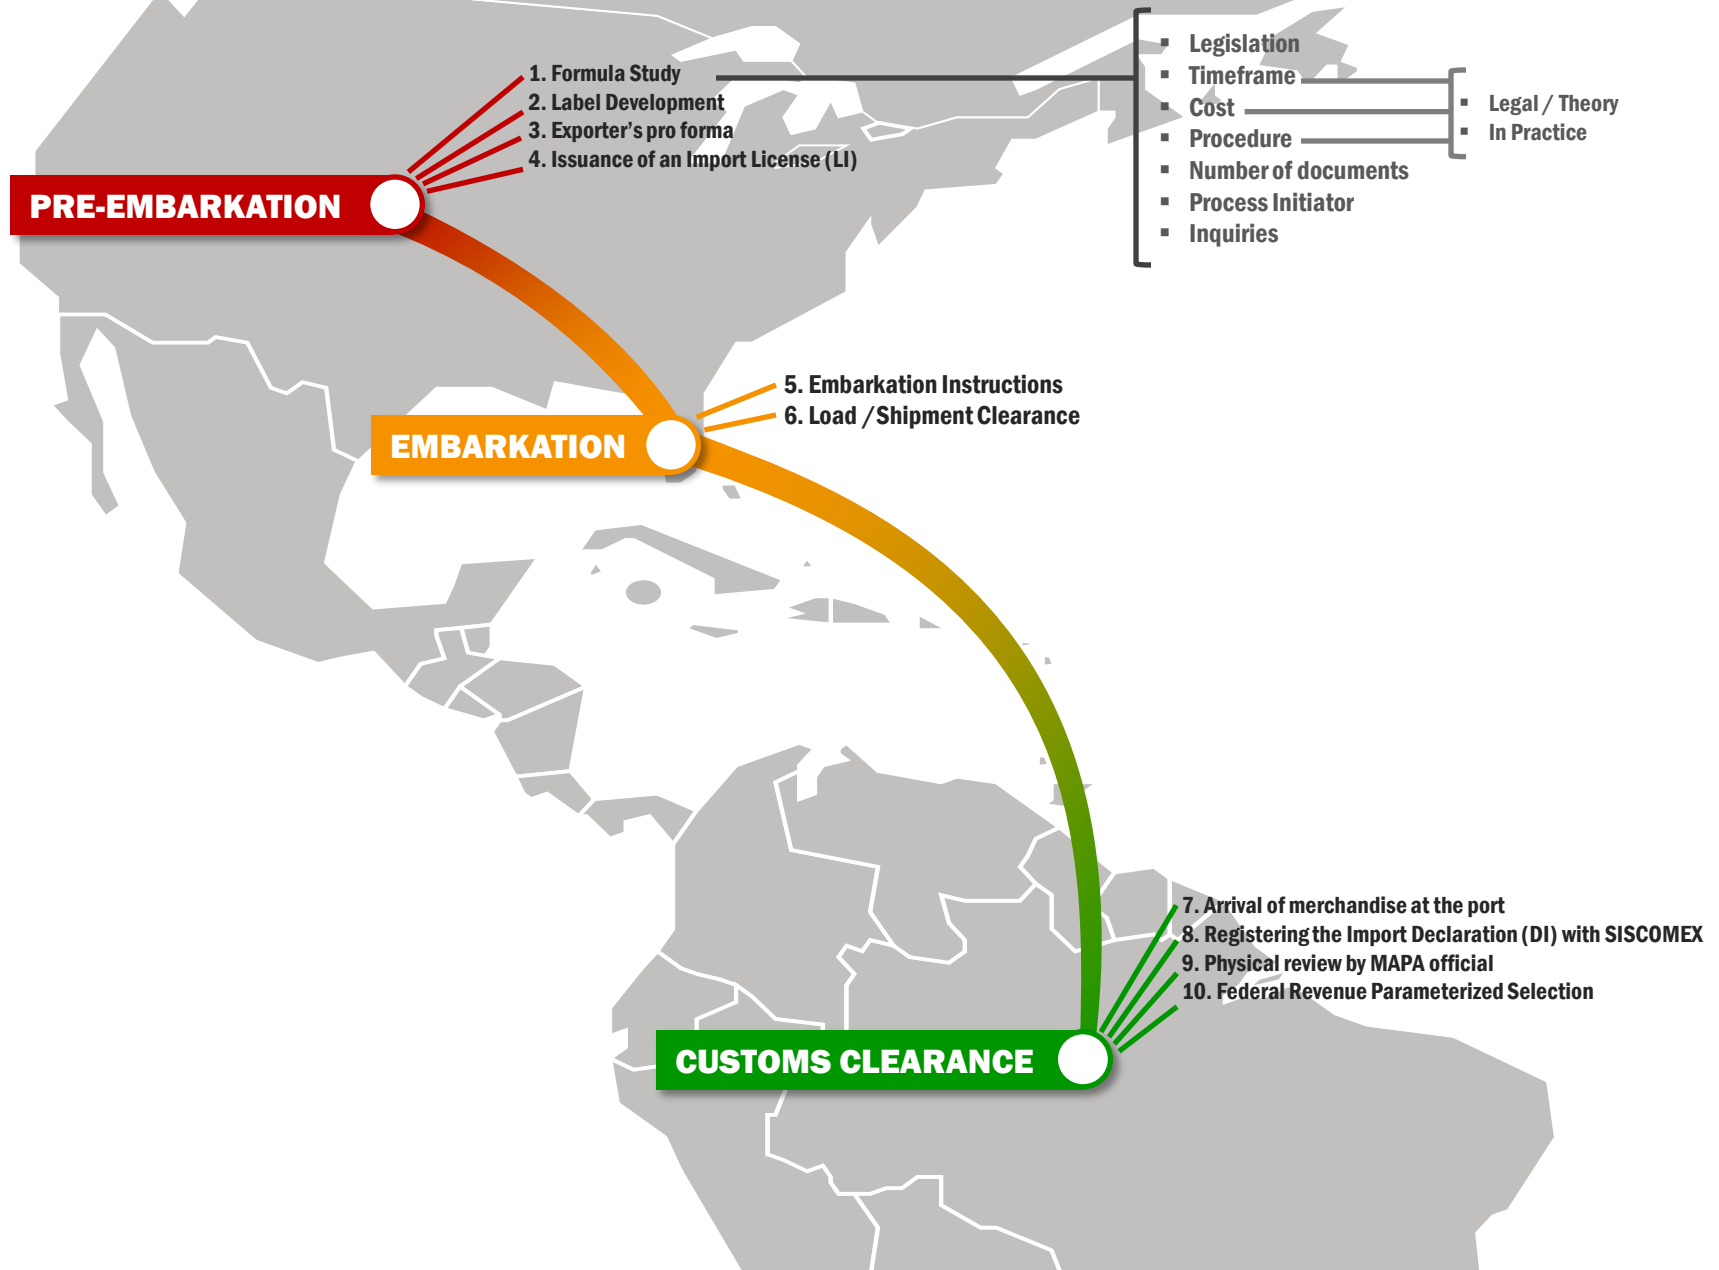 1. Formula Study
2. Label Development
3. Exporter's pro forma
4. Issuance of an Import License (LI)
▪ Legislation
▪ Timeframe
▪ Cost
▪ Procedure
▪ Number of documents
▪ Process Initiator
▪ Inquiries
▪ Legal / Theory
▪ In Practice
PRE-EMBARKATION
5. Embarkation Instructions
6. Load / Shipment Clearance
EMBARKATION
7. Arrival of merchandise at the port
8. Registering the Import Declaration (DI) with SISCOMEX
9. Physical review by MAPA official
10. Federal Revenue Parameterized Selection
CUSTOMS CLEARANCE